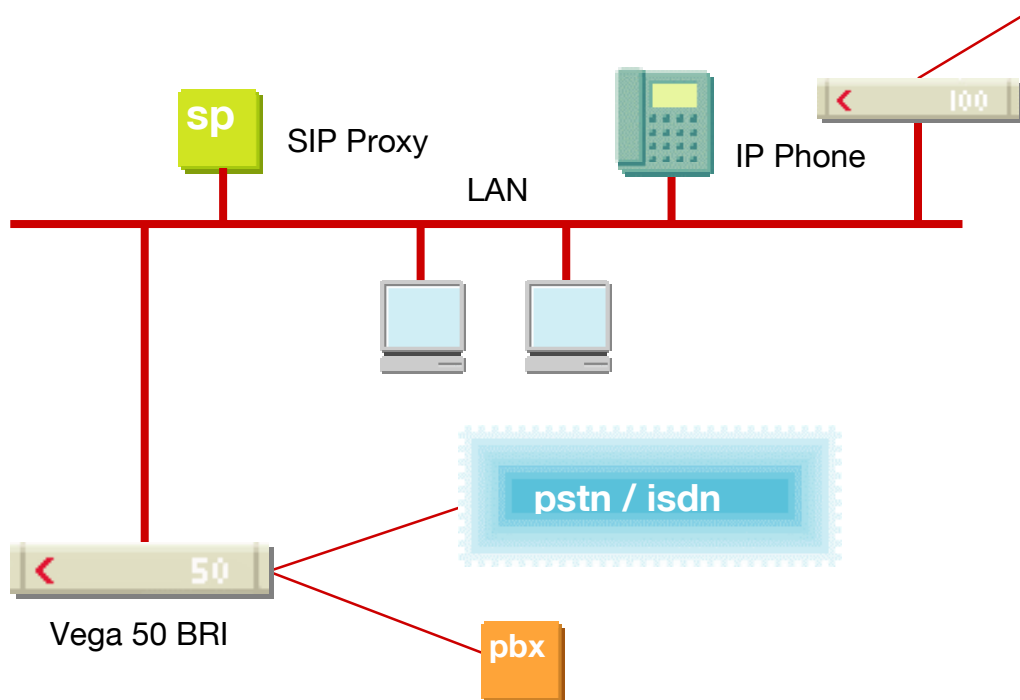 sp
SIP Proxy
IP Phone
100
LAN
pstn / isdn
50
Vega 50 BRI
pbx